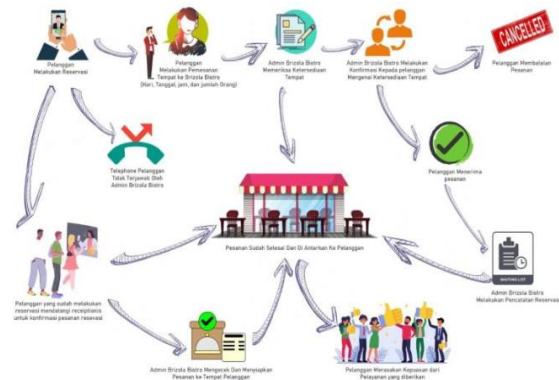 Pelanggan
Melakukan Reservasi
Pelanggan
Melakukan Pemesanan
Tempat ke Brizola Bistro
(Hari, Tanggal, jam, dan jumlah Orang)
Admin Brizola Bistro
Memeriksa Ketersediaan
Tempat
Admin Brizola Bistro Melakukan
Konfirmasi Kepada pelanggan
Mengenai Ketersediaan Tempat
CANCELLED
Pelanggan Membatalan
Pesanan
Telephone Pelanggan
Tidak Terjawab Oleh
Admin Brizola Bistro
Pelanggan Menerima
pesanan
Pesanan Sudah Selesai Dan Di Antarkan Ke Pelanggan
WAITING LIST
Admin Brizola Bistro
Melakukan Pencatatan Reservasi
Pelanggan yang sudah melakukan
reservasi mendatangi receiptionis
untuk konfirmasi pesanan reservasi
Admin Brizola Bistro Mengecek Dan Menyiapkan
Pesanan ke Tempat Pelanggan
Pelanggan Merasakan Kepuasan dari
Pelayanan yang diberikan